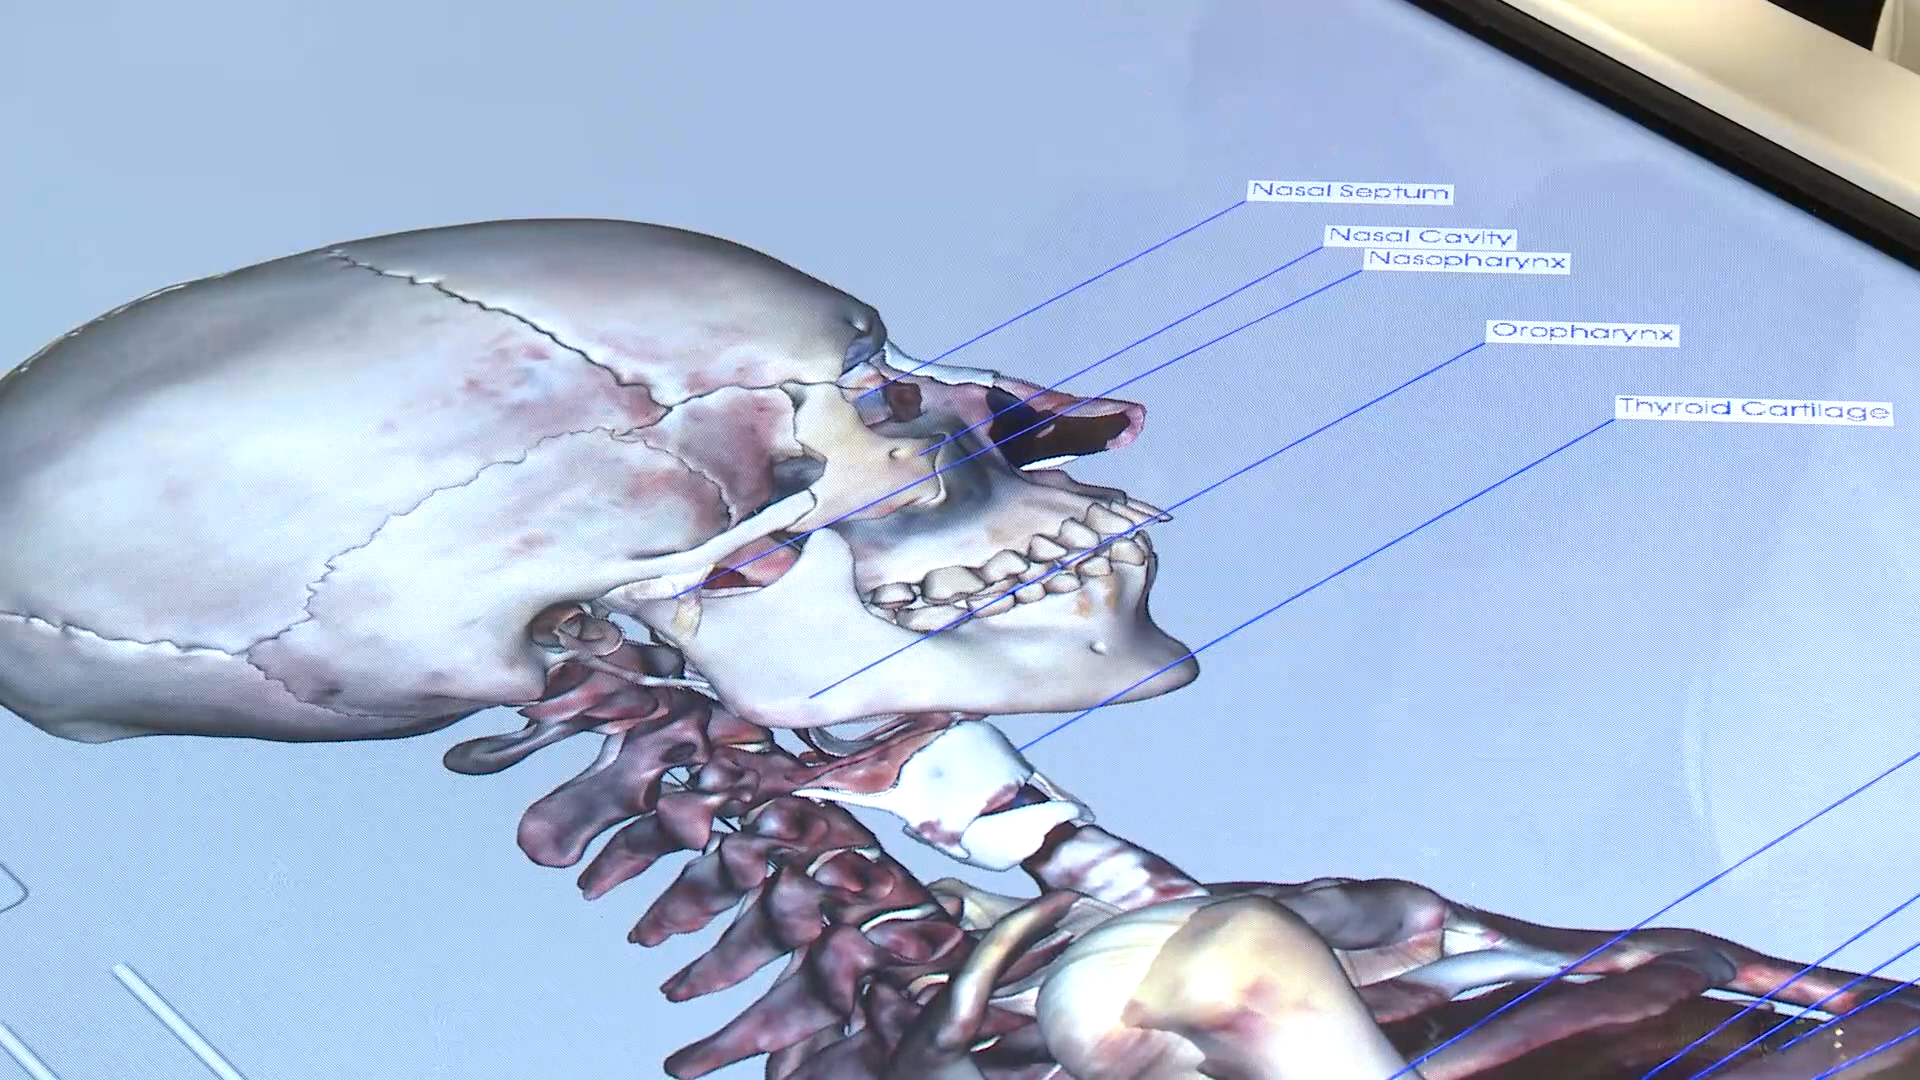 Nasal Septum
Nasal Cavity
Nasopharynx
Oropharynx
Thyroid Cartilage